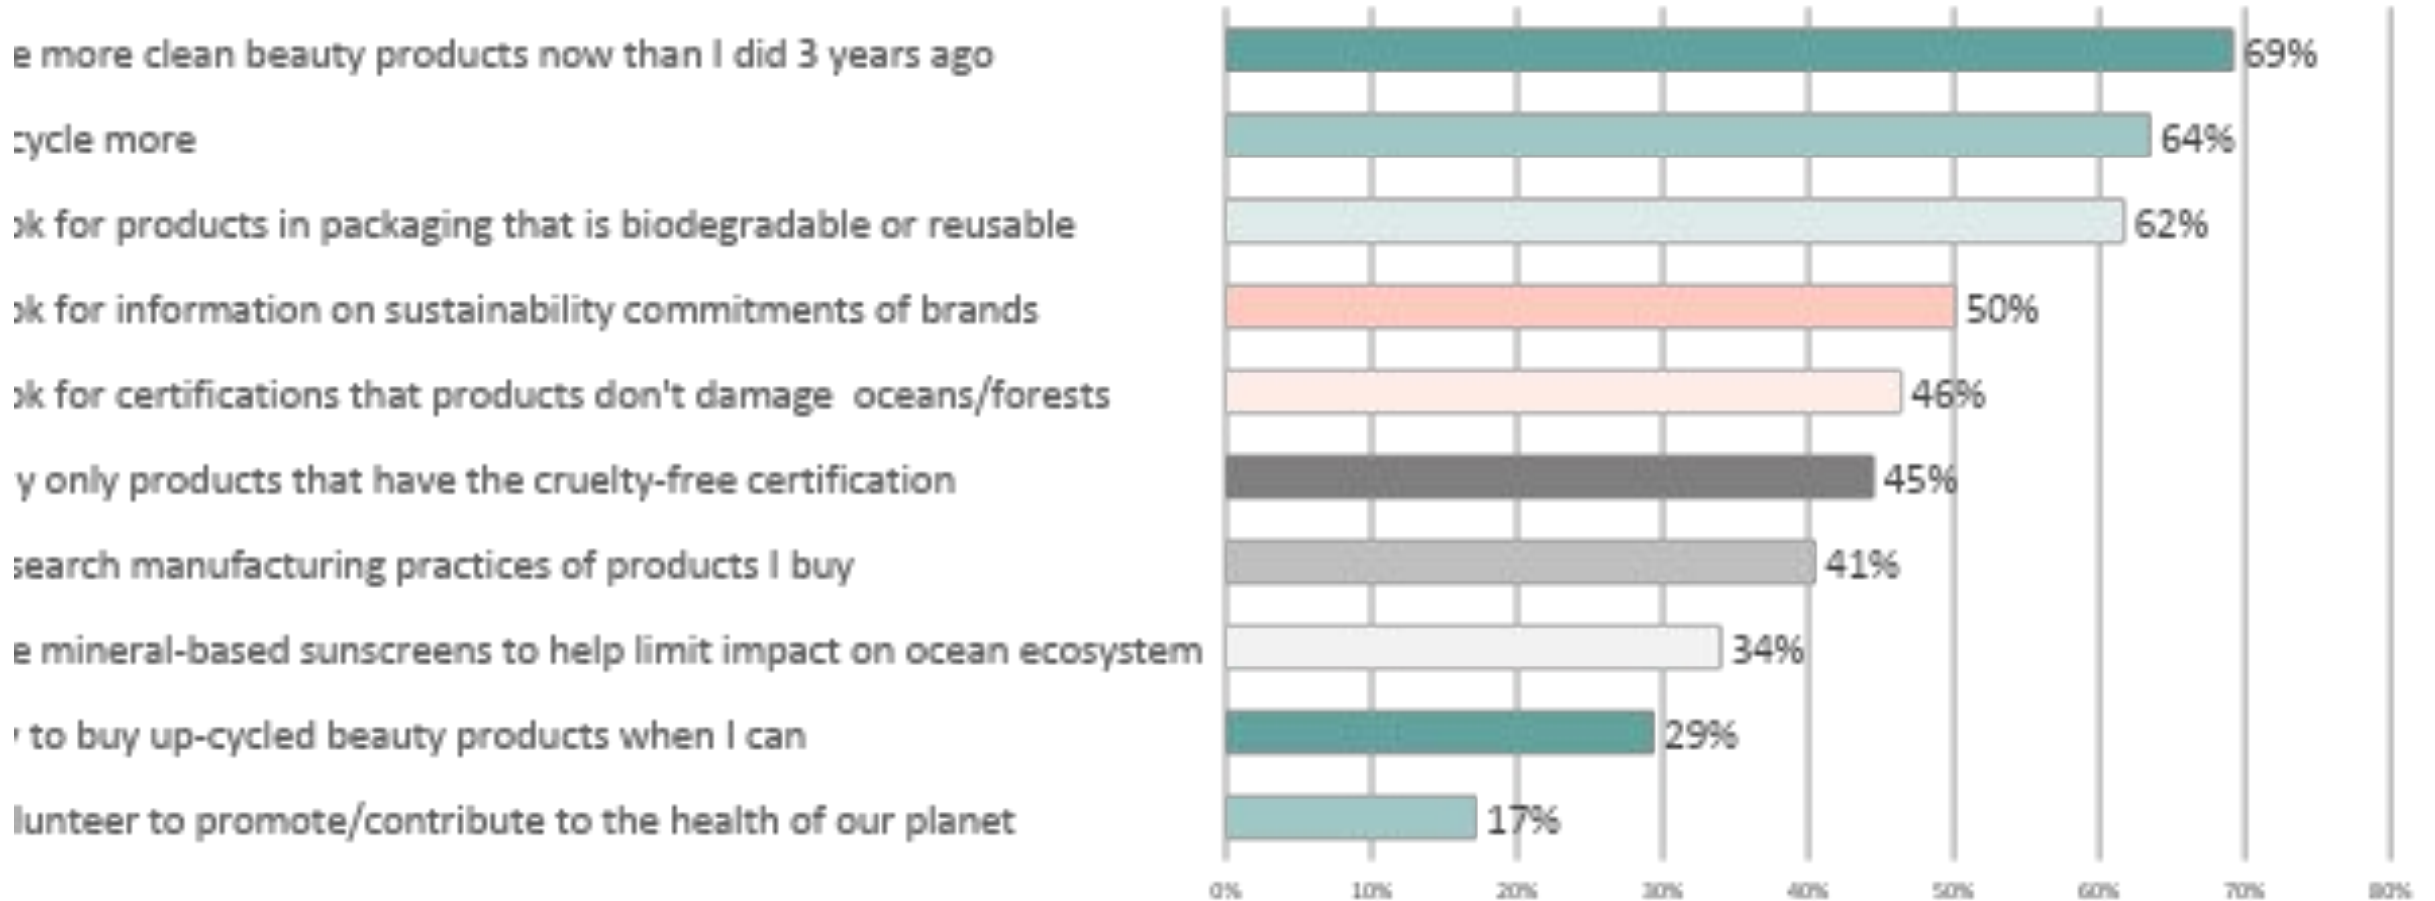 e more clean beauty products now than I did 3 years ago 69%
cycle more 64%
ok for products in packaging that is biodegradable or reusable 62%
ok for information on sustainability commitments of brands 50%
ok for certifications that products don't damage  oceans/forests 46%
y only products that have the cruelty-free certification 45%
search manufacturing practices of products I buy 41%
e mineral-based sunscreens to help limit impact on ocean ecosystem 34%
y to buy up-cycled beauty products when I can 29%
lunteer to promote/contribute to the health of our planet 17%
0% 10% 20% 30% 40% 50% 60% 70% 80%